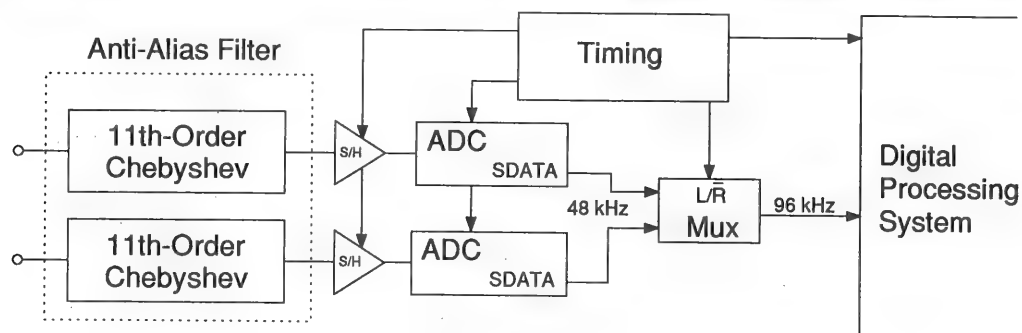 Anti-Alias Filter
Timing
11th-Order
Chebyshev
S/H
ADC
SDATA
48 kHz
L/R̅
Mux
96 kHz
Digital
Processing
System
11th-Order
Chebyshev
S/H
ADC
SDATA